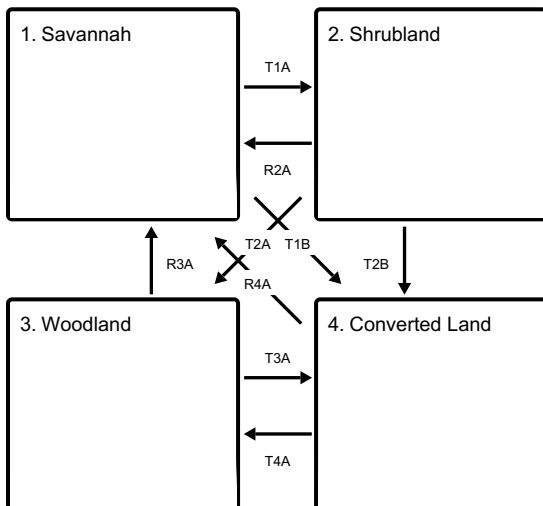 1. Savannah
2. Shrubland
T1A
R2A
T2A
T1B
R3A
T2B
R4A
3. Woodland
4. Converted Land
T3A
T4A